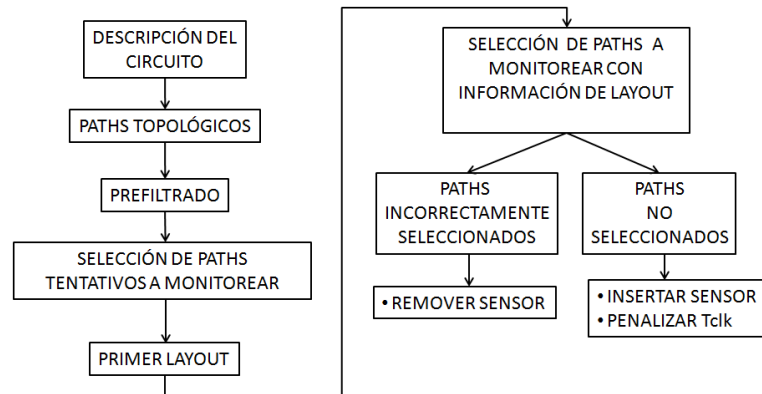 DESCRIPCIÓN DEL
CIRCUITO
PATHS TOPOLÓGICOS
PREFILTRADO
SELECCIÓN DE PATHS
TENTATIVOS A MONITOREAR
PRIMER LAYOUT
SELECCIÓN DE PATHS A
MONITOREAR CON
INFORMACIÓN DE LAYOUT
PATHS
INCORRECTAMENTE
SELECCIONADOS
• REMOVER SENSOR
PATHS
NO
SELECCIONADOS
• INSERTAR SENSOR
• PENALIZAR Tclk